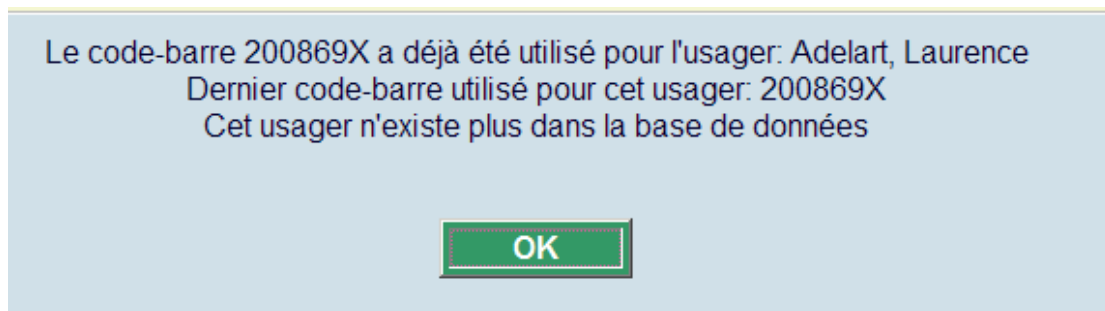 Le code-barre 200869X a déjà été utilisé pour l'usager: Adelart, Laurence
Dernier code-barre utilisé pour cet usager: 200869X
Cet usager n'existe plus dans la base de données
OK